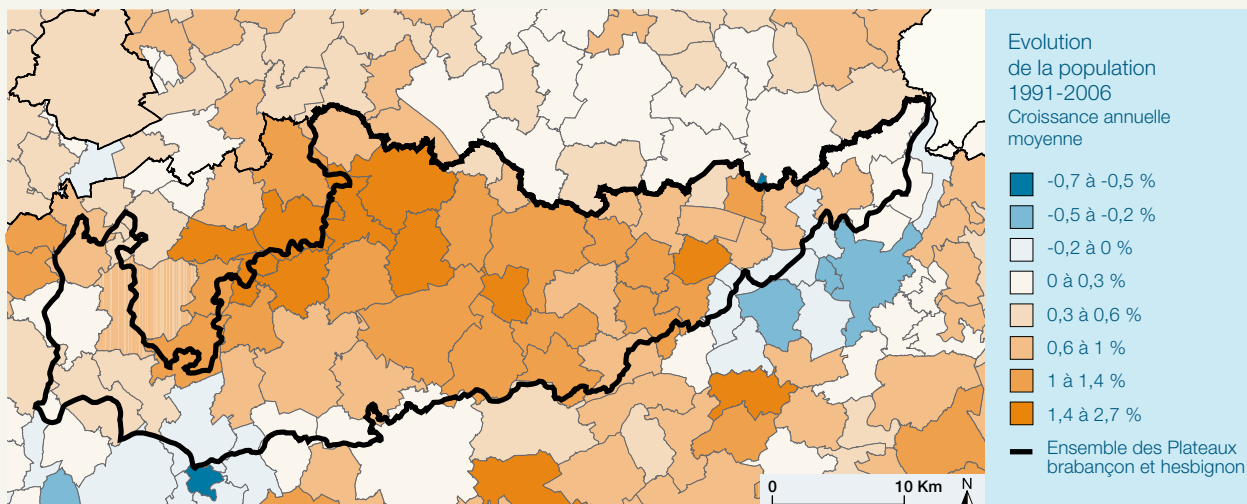 Evolution
de la population
1991-2006
Croissance annuelle
moyenne
-0,7 à -0,5 %
-0,5 à -0,2 %
-0,2 à 0 %
0 à 0,3 %
0,3 à 0,6 %
0,6 à 1 %
1 à 1,4 %
1,4 à 2,7 %
Ensemble des Plateaux
brabançon et hesbignon
0 10 Km N